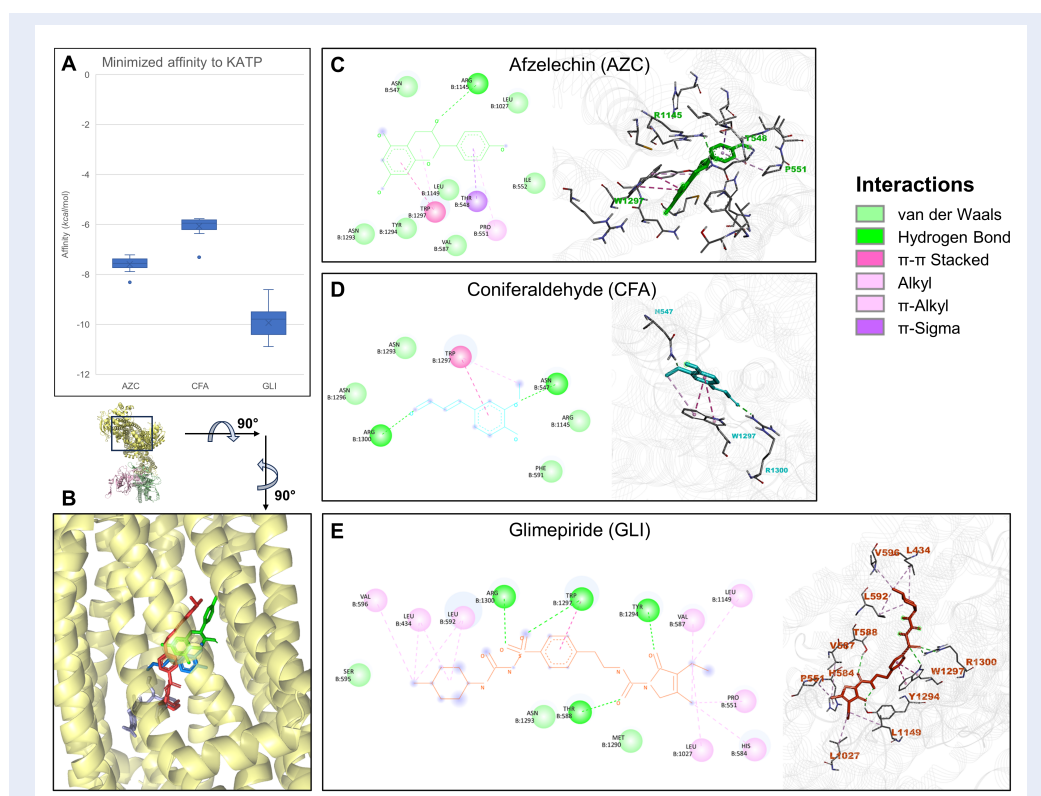 A
Minimized affinity to KATP
0
-2
-4
-6
-8
-10
-12
Affinity (kcal/mol)
AZC
CFA
GLI
90°
90°
B
C
Afzelechin (AZC)
ASN
B:547
ARG
B:1145
LEU
B:1027
LEU
B:1149
THR
B:548
ILE
B:552
TRP
B:1297
ASN
B:1293
TYR
B:1294
VAL
B:587
PRO
B:551
R1145
T548
P551
W1297
D
Coniferaldehyde (CFA)
ASN
B:1293
TRP
B:1297
ASN
B:1296
ASN
B:547
ARG
B:1145
ARG
B:1300
PHE
B:591
H547
W1297
R1300
Interactions
van der Waals
Hydrogen Bond
π-π Stacked
Alkyl
π-Alkyl
π-Sigma
E
Glimepiride (GLI)
VAL
B:596
LEU
B:434
LEU
B:592
ARG
B:1300
TRP
B:1297
TYR
B:1294
VAL
B:587
LEU
B:1149
SER
B:595
ASN
B:1293
THR
B:588
MET
B:1290
PRO
B:551
LEU
B:1027
HIS
B:584
V596
L434
L592
T588
V587
H584
P551
R1300
W1297
Y1294
L1149
L1027